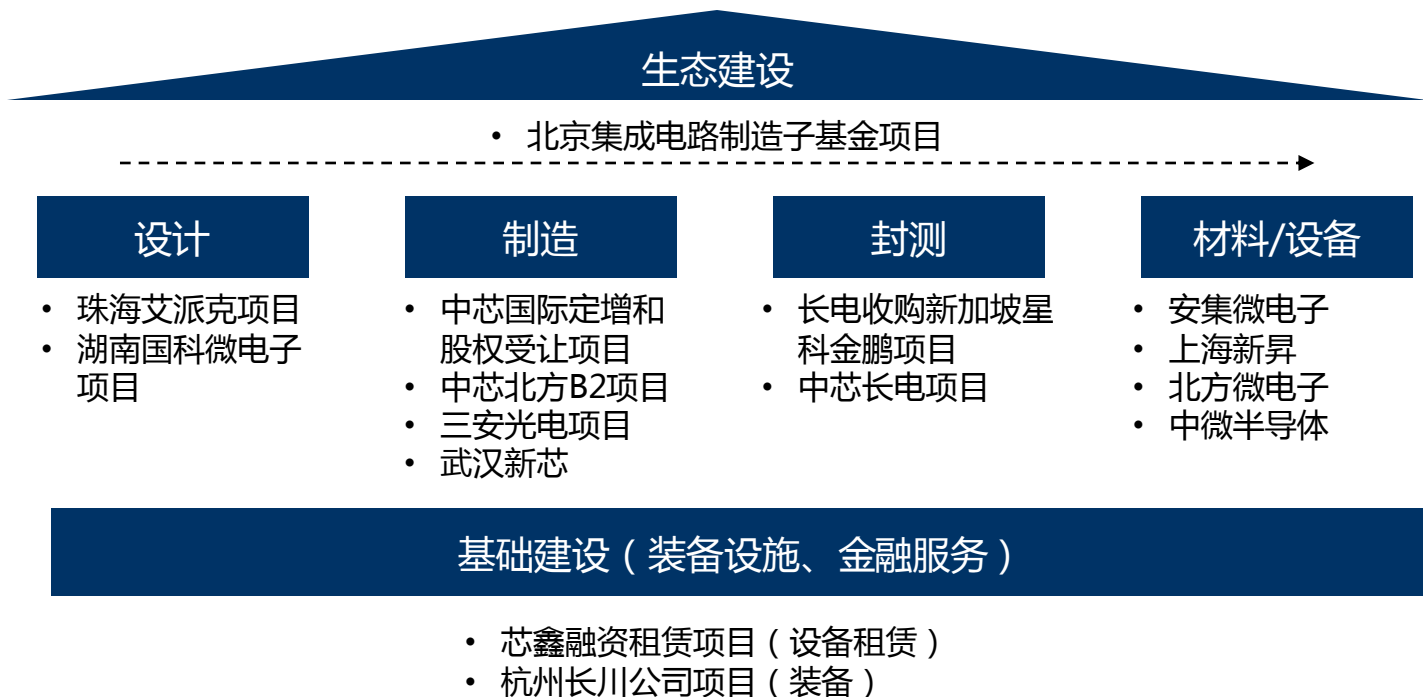 生态建设
• 北京集成电路制造子基金项目
设计
• 珠海艾派克项目
• 湖南国科微电子
项目
制造
• 中芯国际定增和
股权受让项目
• 中芯北方B2项目
• 三安光电项目
• 武汉新芯
封测
• 长电收购新加坡星
科金鹏项目
• 中芯长电项目
材料/设备
• 安集微电子
• 上海新昇
• 北方微电子
• 中微半导体
基础建设（装备设施、金融服务）
• 芯鑫融资租赁项目（设备租赁）
• 杭州长川公司项目（装备）